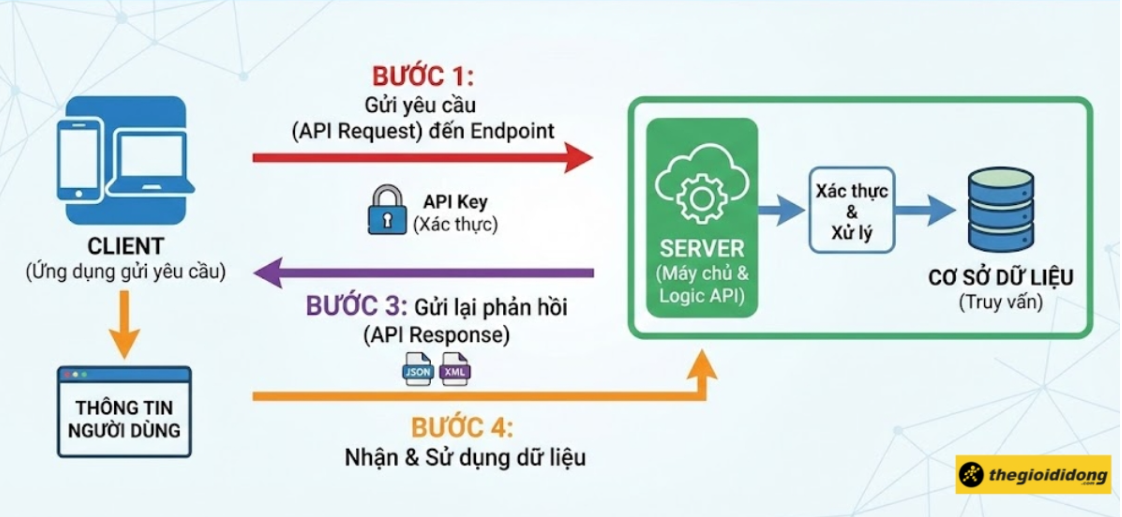 BƯỚC 1:
Gửi yêu cầu
(API Request) đến Endpoint
API Key
(Xác thực)
CLIENT
(Ứng dụng gửi yêu cầu)
SERVER
(Máy chủ &
Logic API)
Xác thực
&
Xử lý
CƠ SỞ DỮ LIỆU
(Truy vấn)
BƯỚC 3: Gửi lại phản hồi
(API Response)
JSON
XML
THÔNG TIN
NGƯỜI DÙNG
BƯỚC 4:
Nhận & Sử dụng dữ liệu
thegioididong
.com